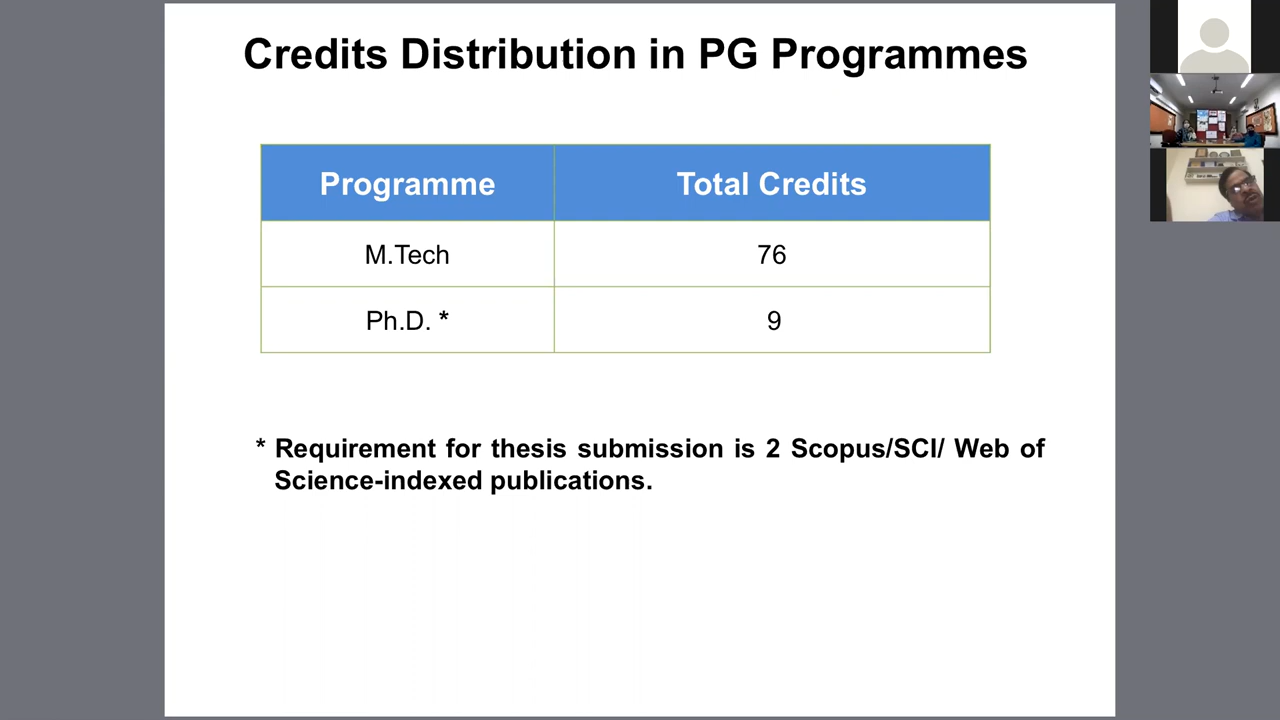 Credits Distribution in PG Programmes
Programme Total Credits
M.Tech 76
Ph.D. * 9
* Requirement for thesis submission is 2 Scopus/SCI/ Web of
Science-indexed publications.